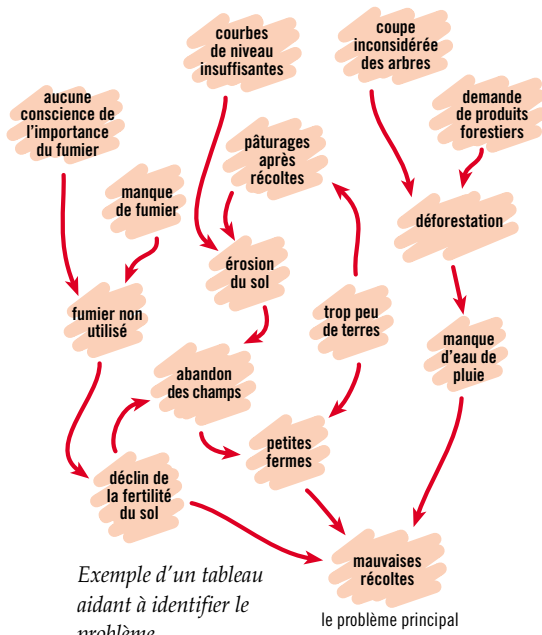 courbes
de niveau
insuffisantes
coupe
inconsidérée
des arbres
aucune
conscience de
l'importance
du fumier
demande
de produits
forestiers
pâturages
après
récoltes
manque
de fumier
déforestation
érosion
du sol
fumier non
utilisé
trop peu
de terres
manque
d'eau de
pluie
abandon
des champs
petites
fermes
déclin de
la fertilité
du sol
mauvaises
récoltes
Exemple d'un tableau
aidant à identifier le
problème
le problème principal